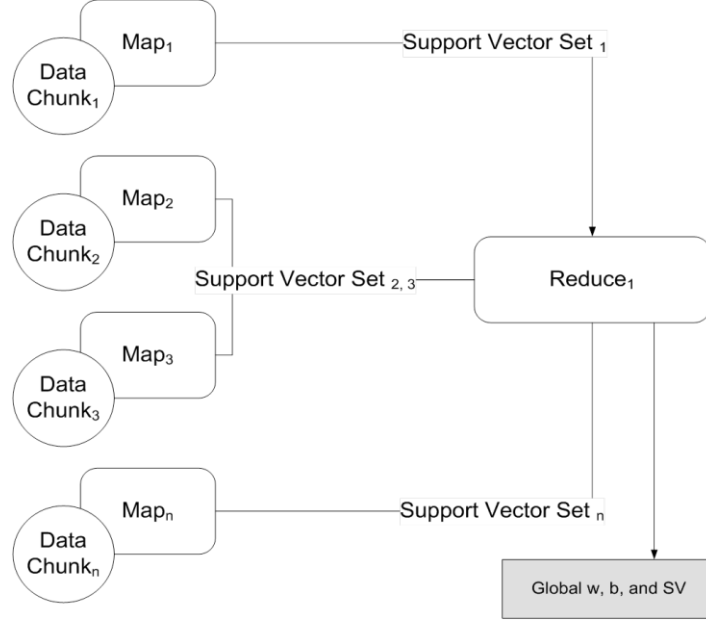 Map₁
Support Vector Set ₁
Data
Chunk₁
Map₂
Data
Chunk₂
Support Vector Set ₂, ₃
Reduce₁
Map₃
Data
Chunk₃
Mapₙ
Support Vector Set ₙ
Data
Chunkₙ
Global w, b, and SV